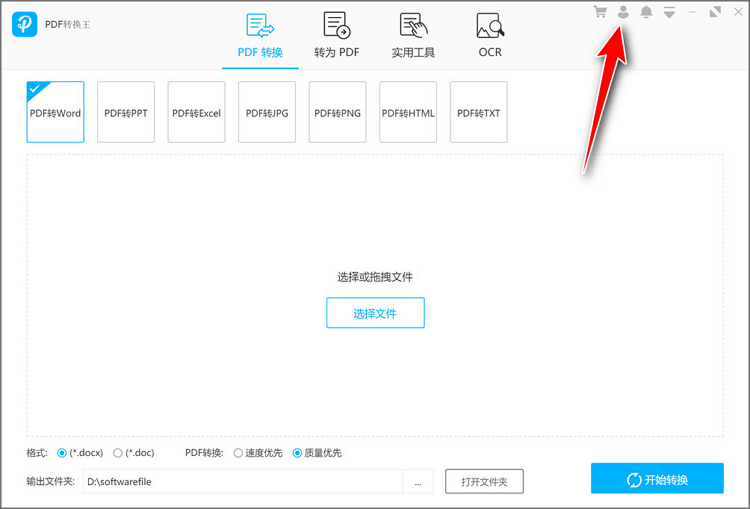 PDF转换王
PDF 转换
转为 PDF
实用工具
OCR
PDF转Word
PDF转PPT
PDF转Excel
PDF转JPG
PDF转PNG
PDF转HTML
PDF转TXT
选择或拖拽文件
选择文件
格式: (*.docx) (*.doc) PDF转换: 速度优先 质量优先
输出文件夹: D:\softwarefile ... 打开文件夹
开始转换